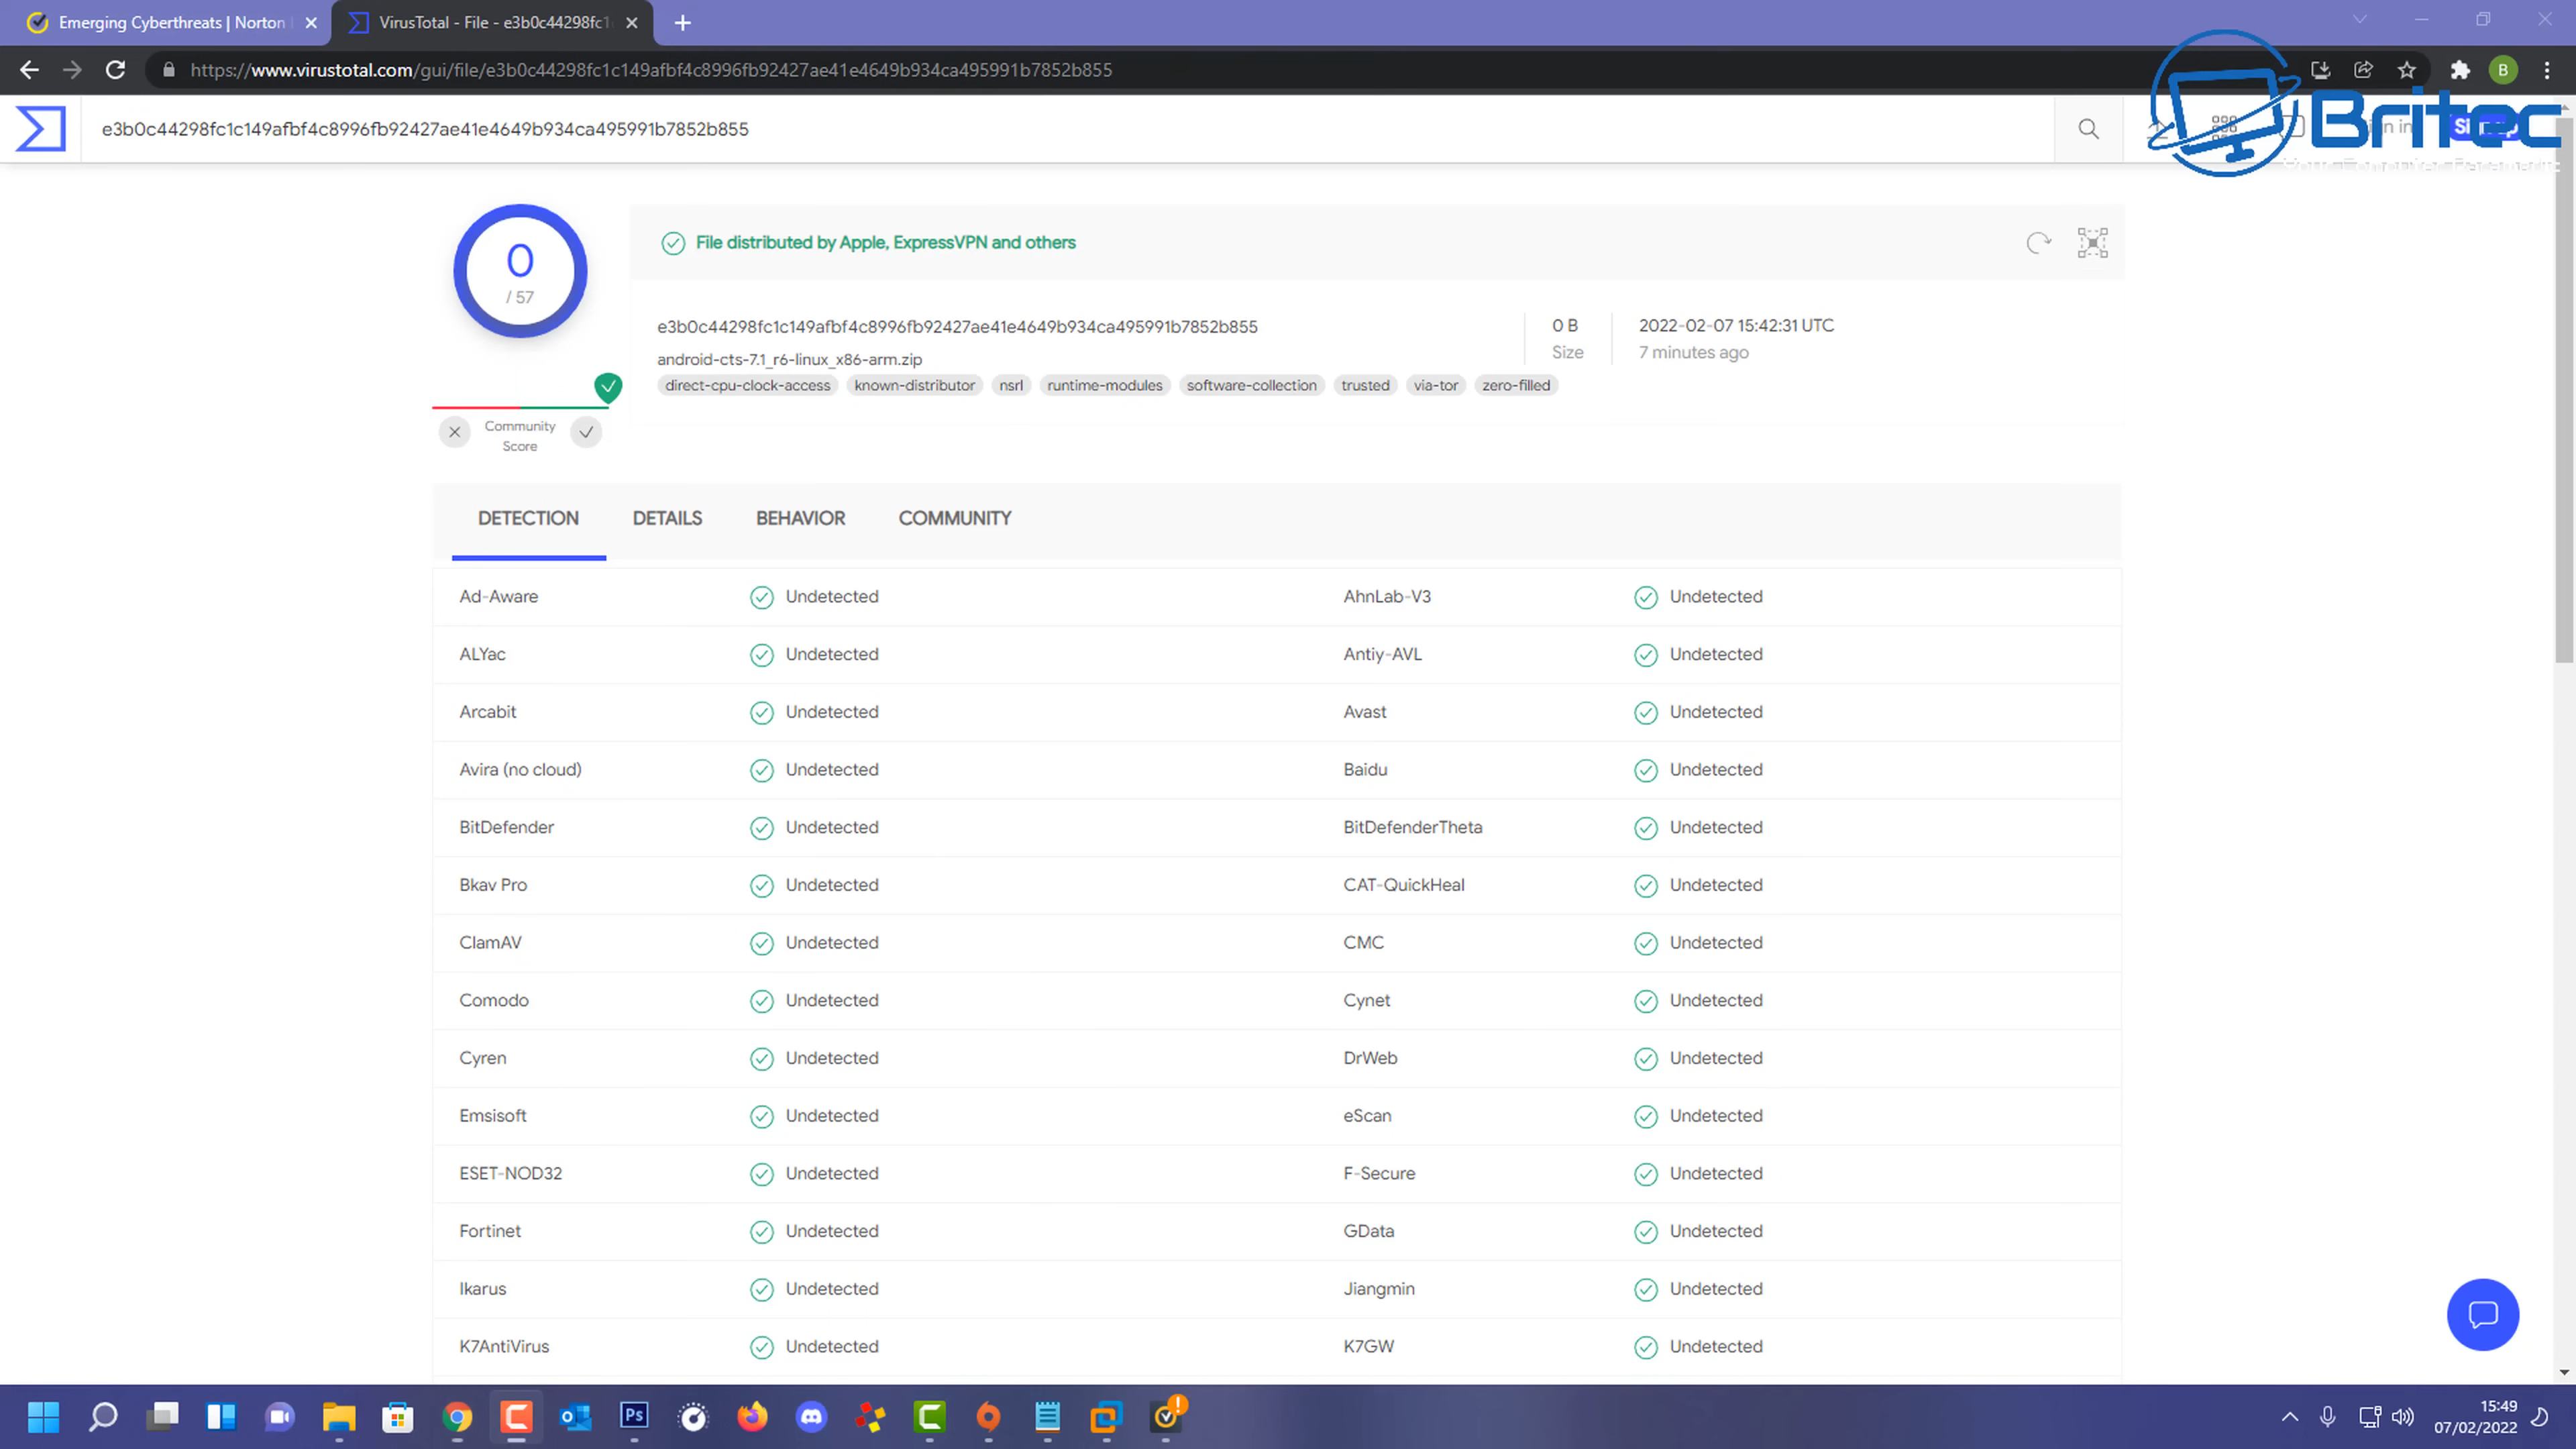 Emerging Cyberthreats | Norton
VirusTotal - File - e3b0c44298fc1
https://www.virustotal.com/gui/file/e3b0c44298fc1c149afbf4c8996fb92427ae41e4649b934ca495991b7852b855
B
e3b0c44298fc1c149afbf4c8996fb92427ae41e4649b934ca495991b7852b855
Britec
0
/ 57
File distributed by Apple, ExpressVPN and others
e3b0c44298fc1c149afbf4c8996fb92427ae41e4649b934ca495991b7852b855
0 B
2022-02-07 15:42:31 UTC
android-cts-7.1_r6-linux_x86-arm.zip
Size
7 minutes ago
direct-cpu-clock-access known-distributor nsrl runtime-modules software-collection trusted via-tor zero-filled
Community
Score
DETECTION DETAILS BEHAVIOR COMMUNITY
Ad-Aware Undetected AhnLab-V3 Undetected
ALYac Undetected Antiy-AVL Undetected
Arcabit Undetected Avast Undetected
Avira (no cloud) Undetected Baidu Undetected
BitDefender Undetected BitDefenderTheta Undetected
Bkav Pro Undetected CAT-QuickHeal Undetected
ClamAV Undetected CMC Undetected
Comodo Undetected Cynet Undetected
Cyren Undetected DrWeb Undetected
Emsisoft Undetected eScan Undetected
ESET-NOD32 Undetected F-Secure Undetected
Fortinet Undetected GData Undetected
Ikarus Undetected Jiangmin Undetected
K7AntiVirus Undetected K7GW Undetected
Ps
15:49
07/02/2022